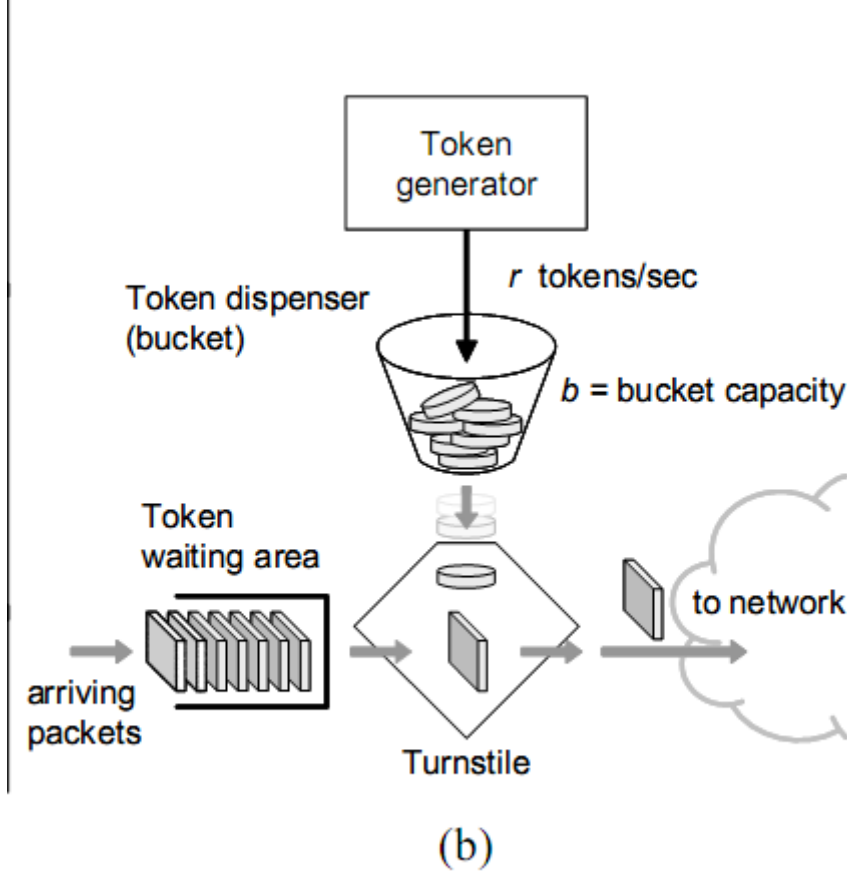 Token
generator
r tokens/sec
Token dispenser
(bucket)
b = bucket capacity
Token
waiting area
to network
arriving
packets
Turnstile
(b)